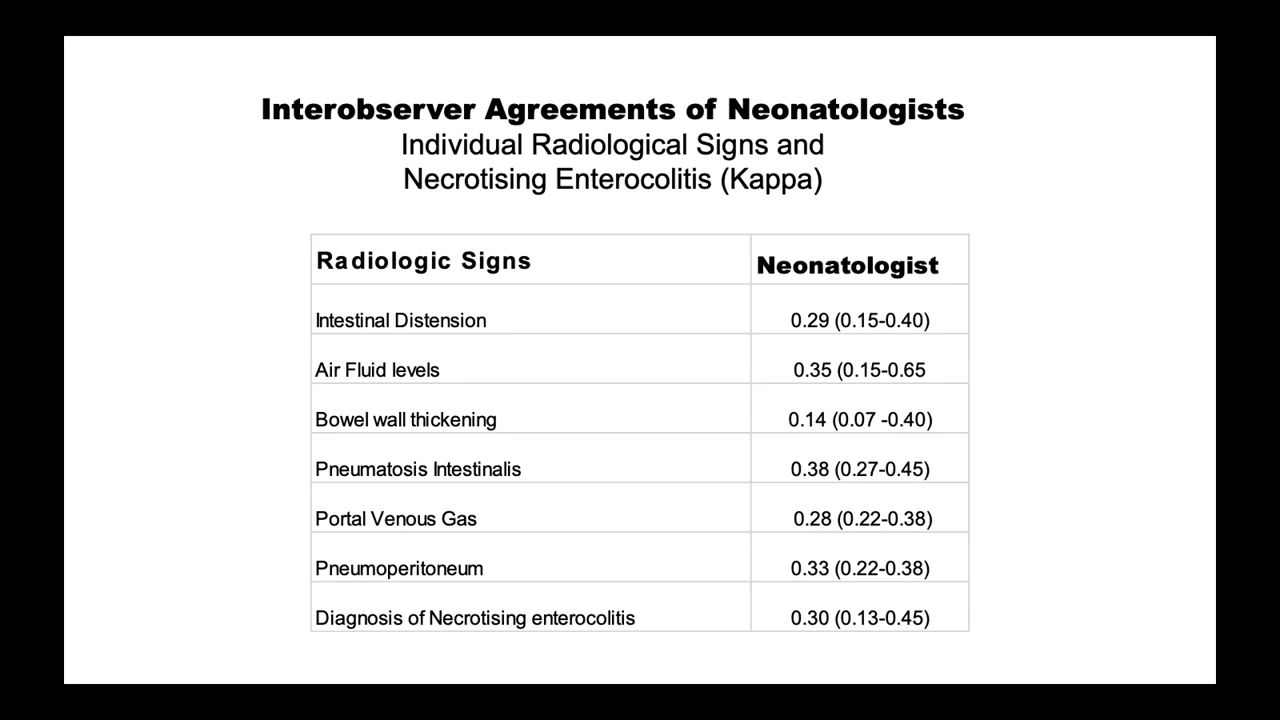 Interobserver Agreements of Neonatologists
Individual Radiological Signs and
Necrotising Enterocolitis (Kappa)
Radiologic Signs Neonatologist
Intestinal Distension 0.29 (0.15-0.40)
Air Fluid levels 0.35 (0.15-0.65
Bowel wall thickening 0.14 (0.07 -0.40)
Pneumatosis Intestinalis 0.38 (0.27-0.45)
Portal Venous Gas 0.28 (0.22-0.38)
Pneumoperitoneum 0.33 (0.22-0.38)
Diagnosis of Necrotising enterocolitis 0.30 (0.13-0.45)